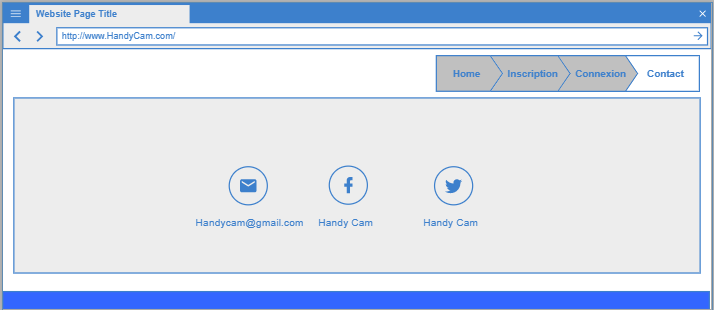 Website Page Title
http://www.HandyCam.com/
Home Inscription Connexion Contact
Handycam@gmail.com Handy Cam Handy Cam